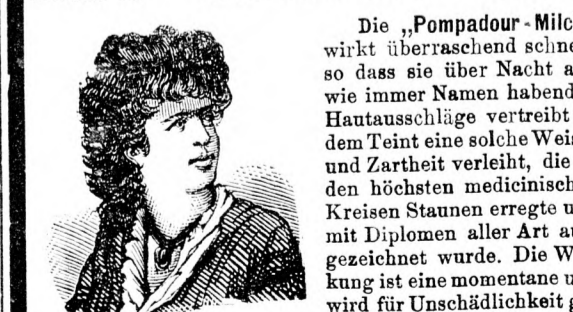 Die „Pompadour-Milc
wirkt überraschend schne
so dass sie über Nacht a
wie immer Namen habend
Hautausschläge vertreibt
dem Teint eine solche Weis
und Zartheit verleiht, die
den höchsten medicinisch
Kreisen Staunen erregte u
mit Diplomen aller Art au
gezeichnet wurde. Die W
kung ist eine momentane u
wird für Unschädlichkeit g